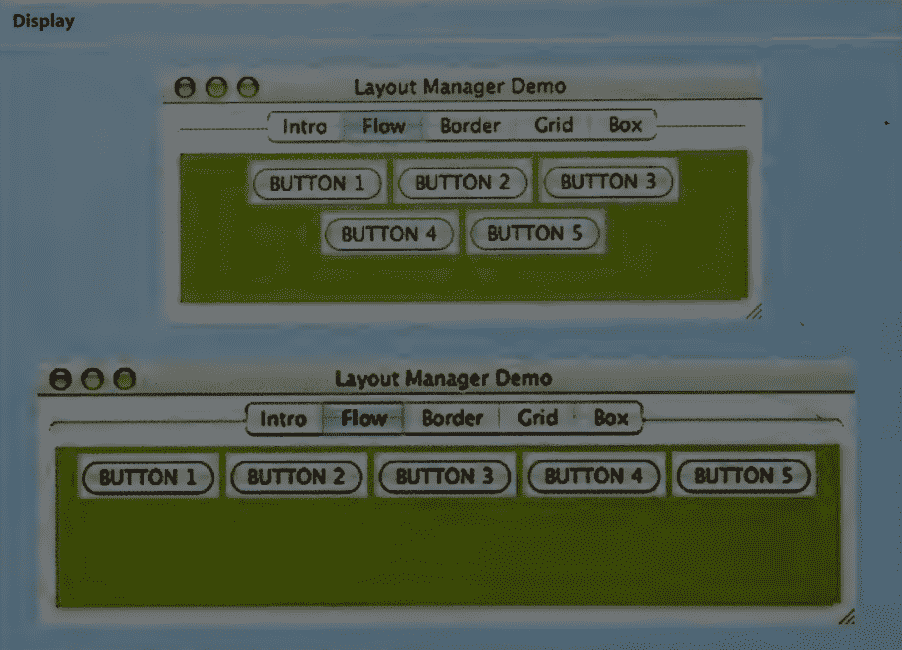 Display
Layout Manager Demo
Intro Flow Border Grid Box
BUTTON 1 BUTTON 2 BUTTON 3
BUTTON 4 BUTTON 5
Layout Manager Demo
Intro Flow Border Grid Box
BUTTON 1 BUTTON 2 BUTTON 3 BUTTON 4 BUTTON 5